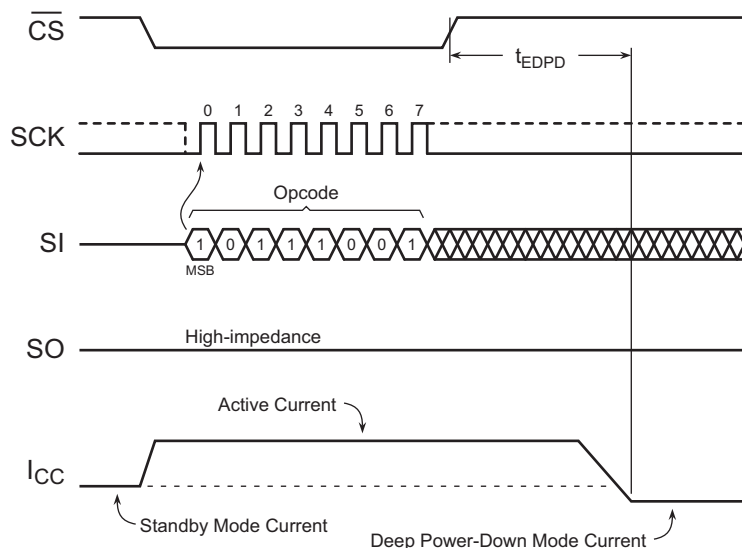 CS
tEDPD
0 1 2 3 4 5 6 7
SCK
Opcode
SI
1 0 1 1 1 0 0 1
MSB
High-impedance
SO
Active Current
ICC
Standby Mode Current
Deep Power-Down Mode Current